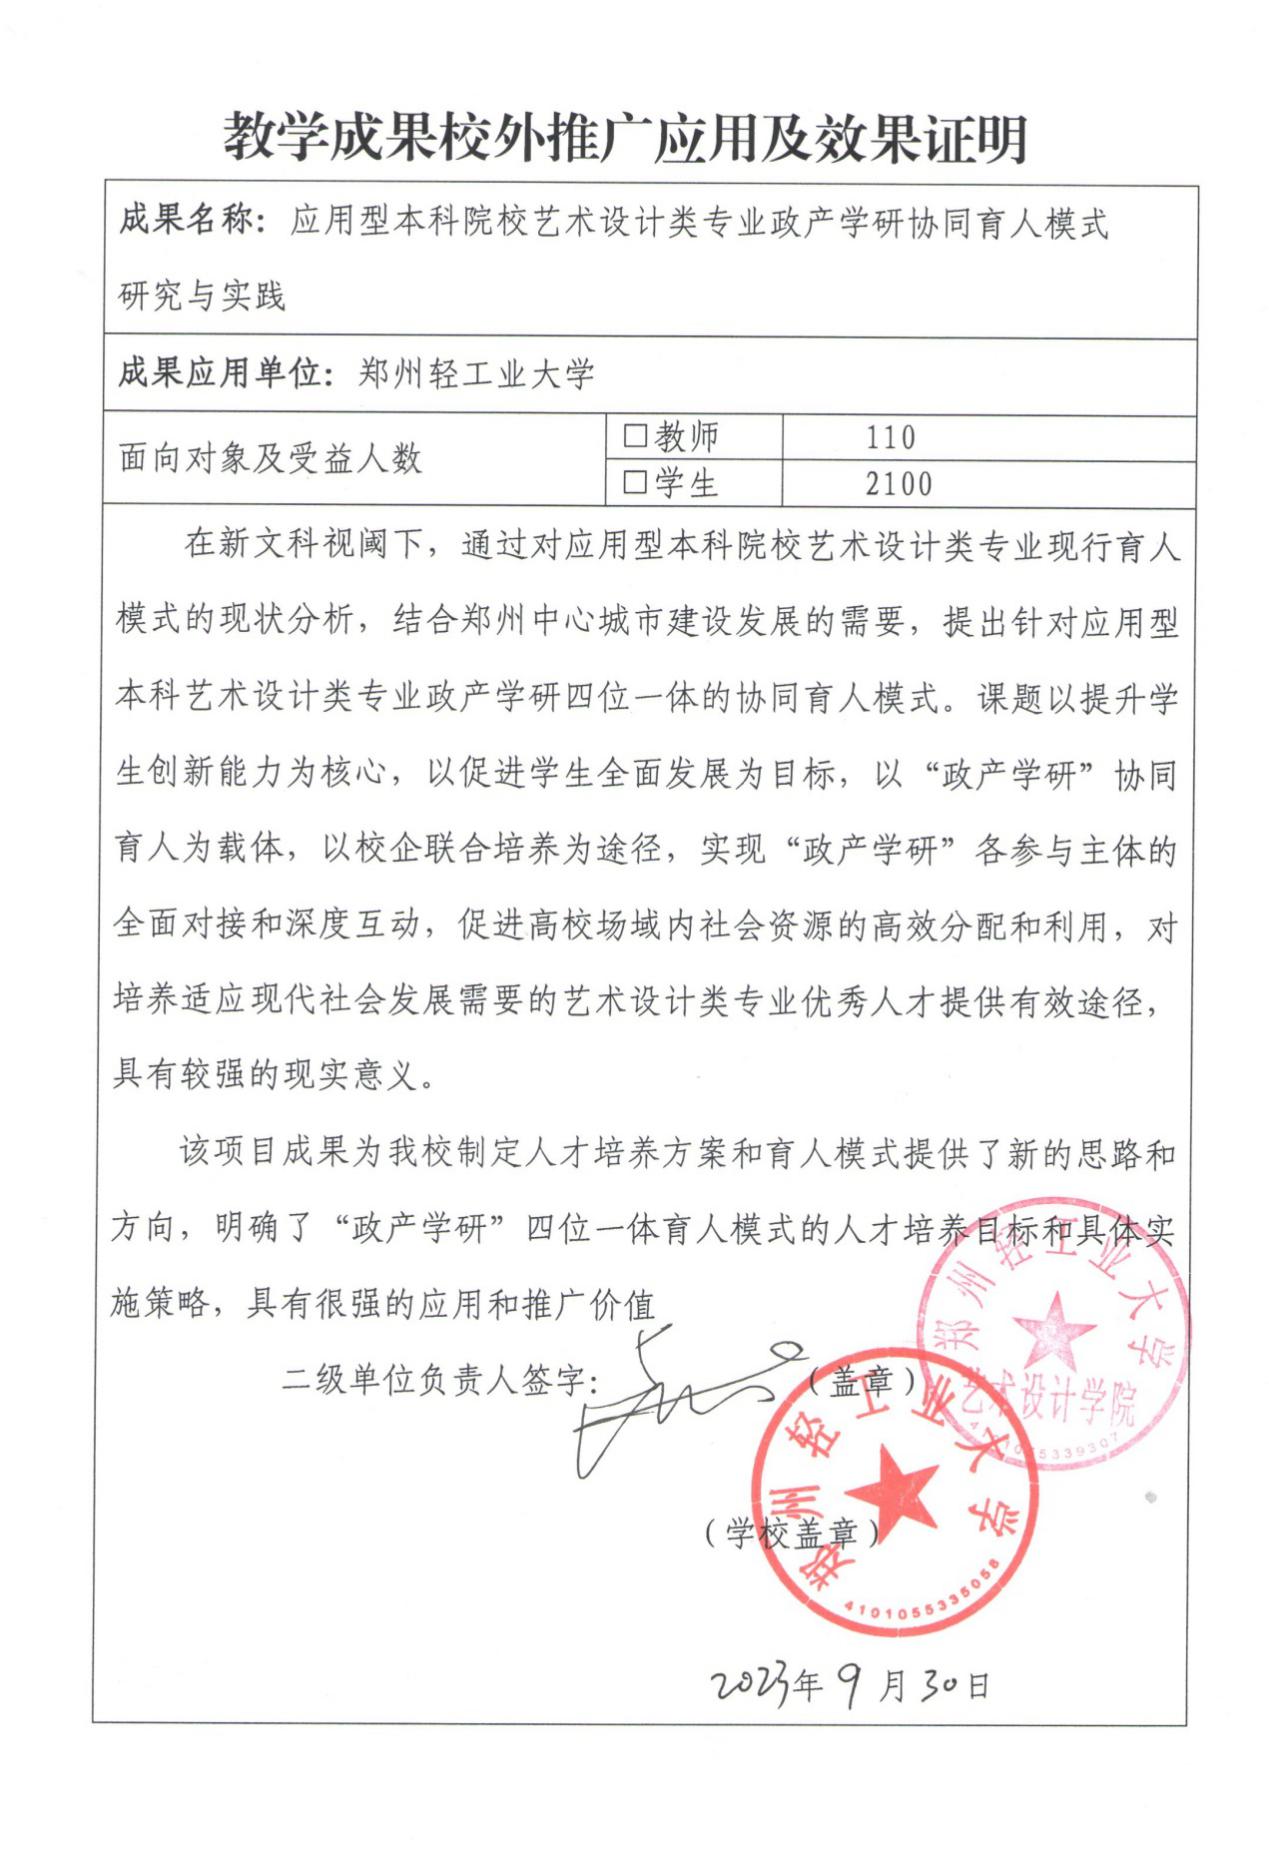 教学成果校外推广应用及效果证明
成果名称：应用型本科院校艺术设计类专业政产学研协同育人模式
研究与实践
成果应用单位：郑州轻工业大学
面向对象及受益人数
□教师 110
□学生 2100
在新文科视阈下，通过对应用型本科院校艺术设计类专业现行育人
模式的现状分析，结合郑州中心城市建设发展的需要，提出针对应用型
本科艺术设计类专业政产学研四位一体的协同育人模式。课题以提升学
生创新能力为核心，以促进学生全面发展为目标，以“政产学研”协同
育人为载体，以校企联合培养为途径，实现“政产学研”各参与主体的
全面对接和深度互动，促进高校场域内社会资源的高效分配和利用，对
培养适应现代社会发展需要的艺术设计类专业优秀人才提供有效途径，
具有较强的现实意义。
该项目成果为我校制定人才培养方案和育人模式提供了新的思路和
方向，明确了“政产学研”四位一体育人模式的人才培养目标和具体实
施策略，具有很强的应用和推广价值
二级单位负责人签字： （盖章）
郑州轻工业大学
艺术设计学院
（学校盖章）
郑州轻工业大学
4101055335058
2023年9月30日